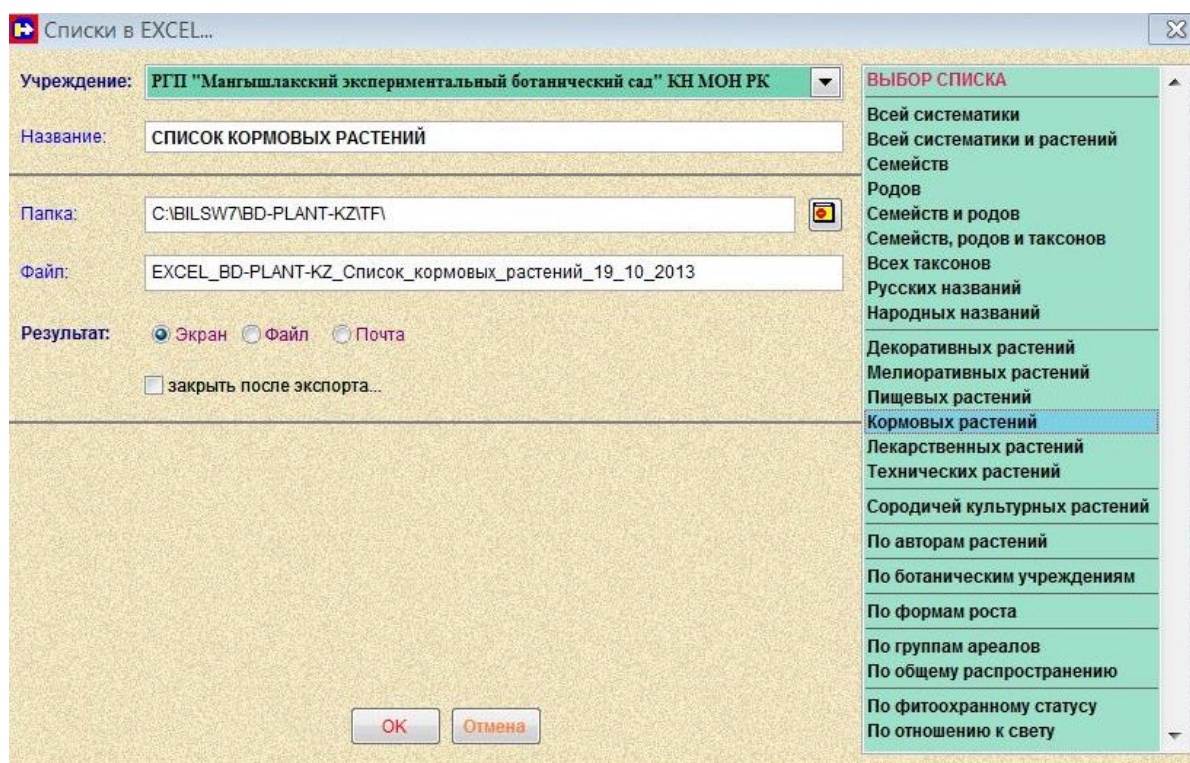 Списки в EXCEL...
Учреждение: РГП "Мангышлакский экспериментальный ботанический сад" КН МОН РК
Название: СПИСОК КОРМОВЫХ РАСТЕНИЙ
Папка: C:\BILSW7\BD-PLANT-KZ\TF\
Файл: EXCEL_BD-PLANT-KZ_Список_кормовых_растений_19_10_2013
Результат: Экран Файл Почта
закрыть после экспорта...
OK Отмена
ВЫБОР СПИСКА
Всей систематики
Всей систематики и растений
Семейств
Родов
Семейств и родов
Семейств, родов и таксонов
Всех таксонов
Русских названий
Народных названий
Декоративных растений
Мелиоративных растений
Пищевых растений
Кормовых растений
Лекарственных растений
Технических растений
Сородичей культурных растений
По авторам растений
По ботаническим учреждениям
По формам роста
По группам ареалов
По общему распространению
По фитоохранному статусу
По отношению к свету